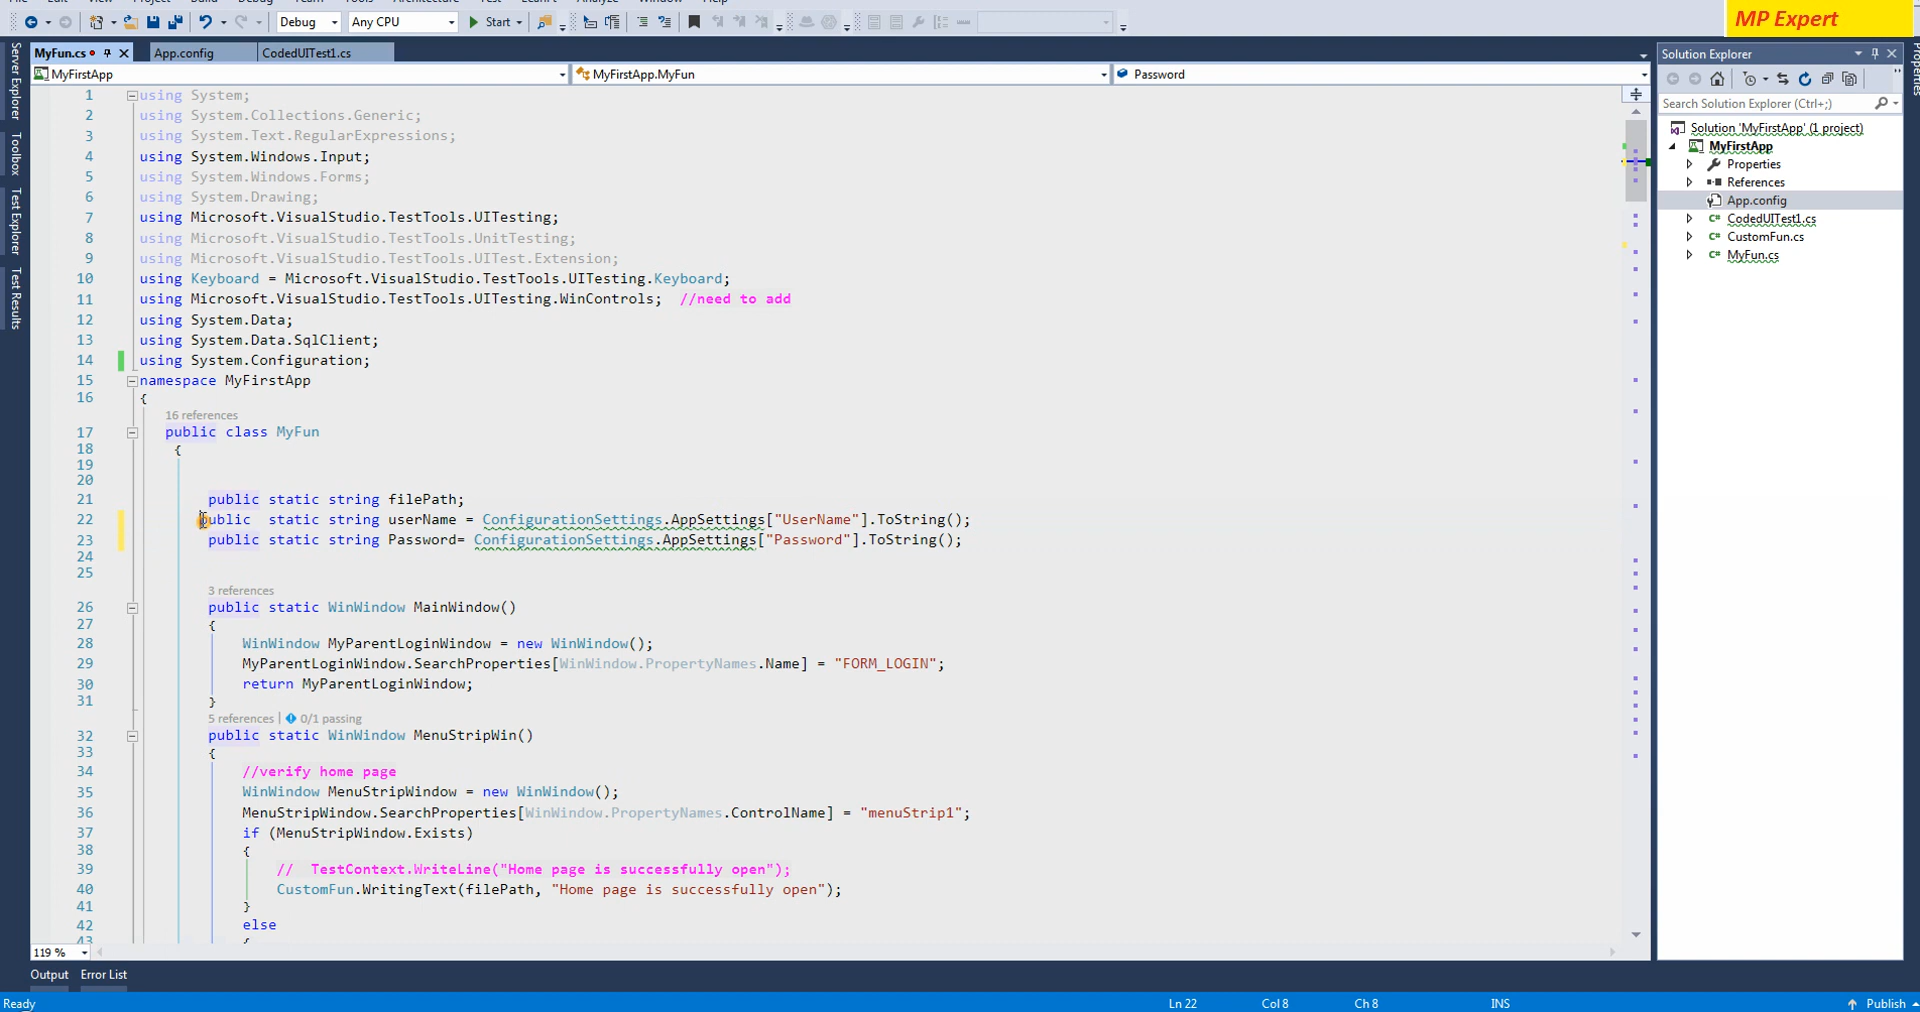 MP Expert
Debug
Any CPU
Start
MyFun.cs
App.config
CodedUITest1.cs
MyFirstApp
MyFirstApp.MyFun
Password
Server Explorer
Toolbox
Test Explorer
Test Results
1 using System;
2 using System.Collections.Generic;
3 using System.Text.RegularExpressions;
4 using System.Windows.Input;
5 using System.Windows.Forms;
6 using System.Drawing;
7 using Microsoft.VisualStudio.TestTools.UITesting;
8 using Microsoft.VisualStudio.TestTools.UnitTesting;
9 using Microsoft.VisualStudio.TestTools.UITest.Extension;
10 using Keyboard = Microsoft.VisualStudio.TestTools.UITesting.Keyboard;
11 using Microsoft.VisualStudio.TestTools.UITesting.WinControls; //need to add
12 using System.Data;
13 using System.Data.SqlClient;
14 using System.Configuration;
15 namespace MyFirstApp
16 {
16 references
17 public class MyFun
18 {
19
20
21 public static string filePath;
22 public static string userName = ConfigurationSettings.AppSettings["UserName"].ToString();
23 public static string Password= ConfigurationSettings.AppSettings["Password"].ToString();
24
25
3 references
26 public static WinWindow MainWindow()
27 {
28 WinWindow MyParentLoginWindow = new WinWindow();
29 MyParentLoginWindow.SearchProperties[WinWindow.PropertyNames.Name] = "FORM_LOGIN";
30 return MyParentLoginWindow;
31 }
5 references | 0/1 passing
32 public static WinWindow MenuStripWin()
33 {
34 //verify home page
35 WinWindow MenuStripWindow = new WinWindow();
36 MenuStripWindow.SearchProperties[WinWindow.PropertyNames.ControlName] = "menuStrip1";
37 if (MenuStripWindow.Exists)
38 {
39 // TestContext.WriteLine("Home page is successfully open");
40 CustomFun.WritingText(filePath, "Home page is successfully open");
41 }
42 else
43 {
119 %
Solution Explorer
Search Solution Explorer (Ctrl+;)
Solution 'MyFirstApp' (1 project)
MyFirstApp
Properties
References
App.config
CodedUITest1.cs
CustomFun.cs
MyFun.cs
Properties
Output
Error List
Ready
Ln 22
Col 8
Ch 8
INS
Publish